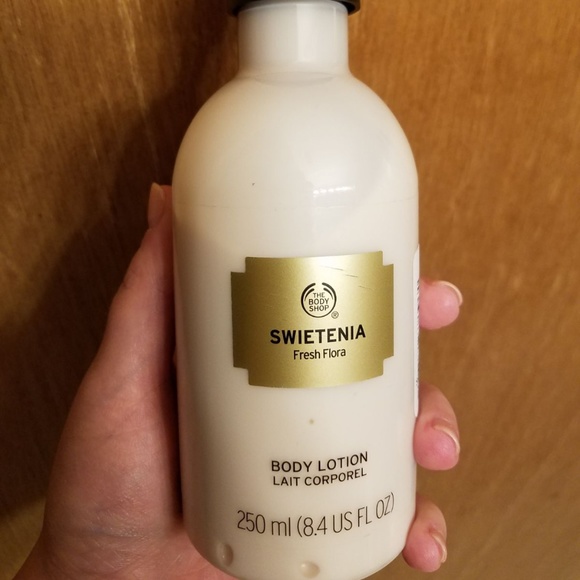 THE
BODY
SHOP
®
SWIETENIA
Fresh Flora
BODY LOTION
LAIT CORPOREL
250 ml (8.4 US FL OZ)